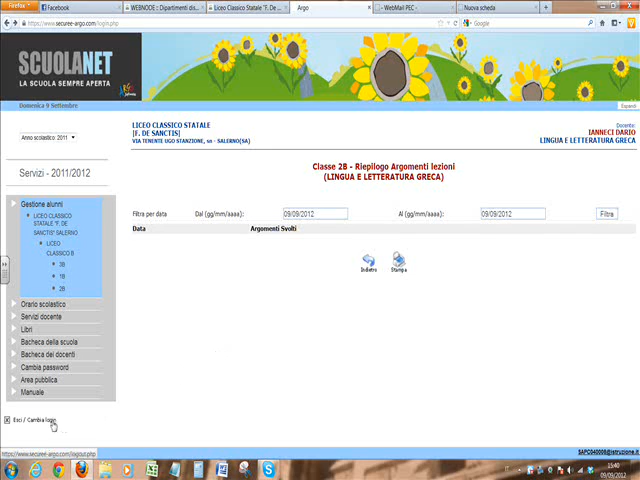 Firefox
Facebook
WEBNODE :: Dipartimenti dis...
Liceo Classico Statale "F. De ...
Argo
- WebMail PEC -
Nuova scheda
https://www.securee-argo.com/login.php
Google
SCUOLANET
LA SCUOLA SEMPRE APERTA
Domenica 9 Settembre
Espandi
Anno scolastico: 2011
LICEO CLASSICO STATALE
[F. DE SANCTIS]
VIA TENENTE UGO STANZIONE, sn - SALERNO(SA)
Docente:
IANNECI DARIO
LINGUA E LETTERATURA GRECA
Servizi - 2011/2012
Classe 2B - Riepilogo Argomenti lezioni
(LINGUA E LETTERATURA GRECA)
Gestione alunni
LICEO CLASSICO
STATALE "F. DE
SANCTIS" SALERNO
LICEO
CLASSICO B
3B
1B
2B
Orario scolastico
Servizi docente
Libri
Bacheca della scuola
Bacheca dei docenti
Cambia password
Area pubblica
Manuale
Filtra per data
Dal (gg/mm/aaaa):
09/09/2012
Al (gg/mm/aaaa):
09/09/2012
Filtra
Data
Argomenti Svolti
Indietro
Stampa
Esci / Cambia login
https://www.securee-argo.com/logout.php
SAPC040008@istruzione.it
IT
15:40
09/09/2012